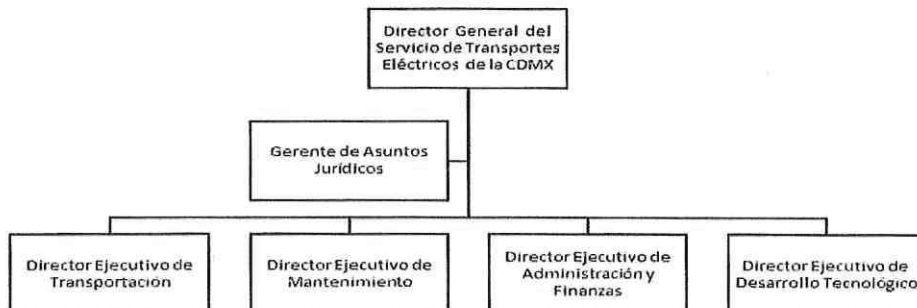 Director General del
Servicio de Transportes
Eléctricos de la CDMX
Gerente de Asuntos
Jurídicos
Director Ejecutivo de
Transportación
Director Ejecutivo de
Mantenimiento
Director Ejecutivo de
Administración y
Finanzas
Director Ejecutivo de
Desarrollo Tecnológico